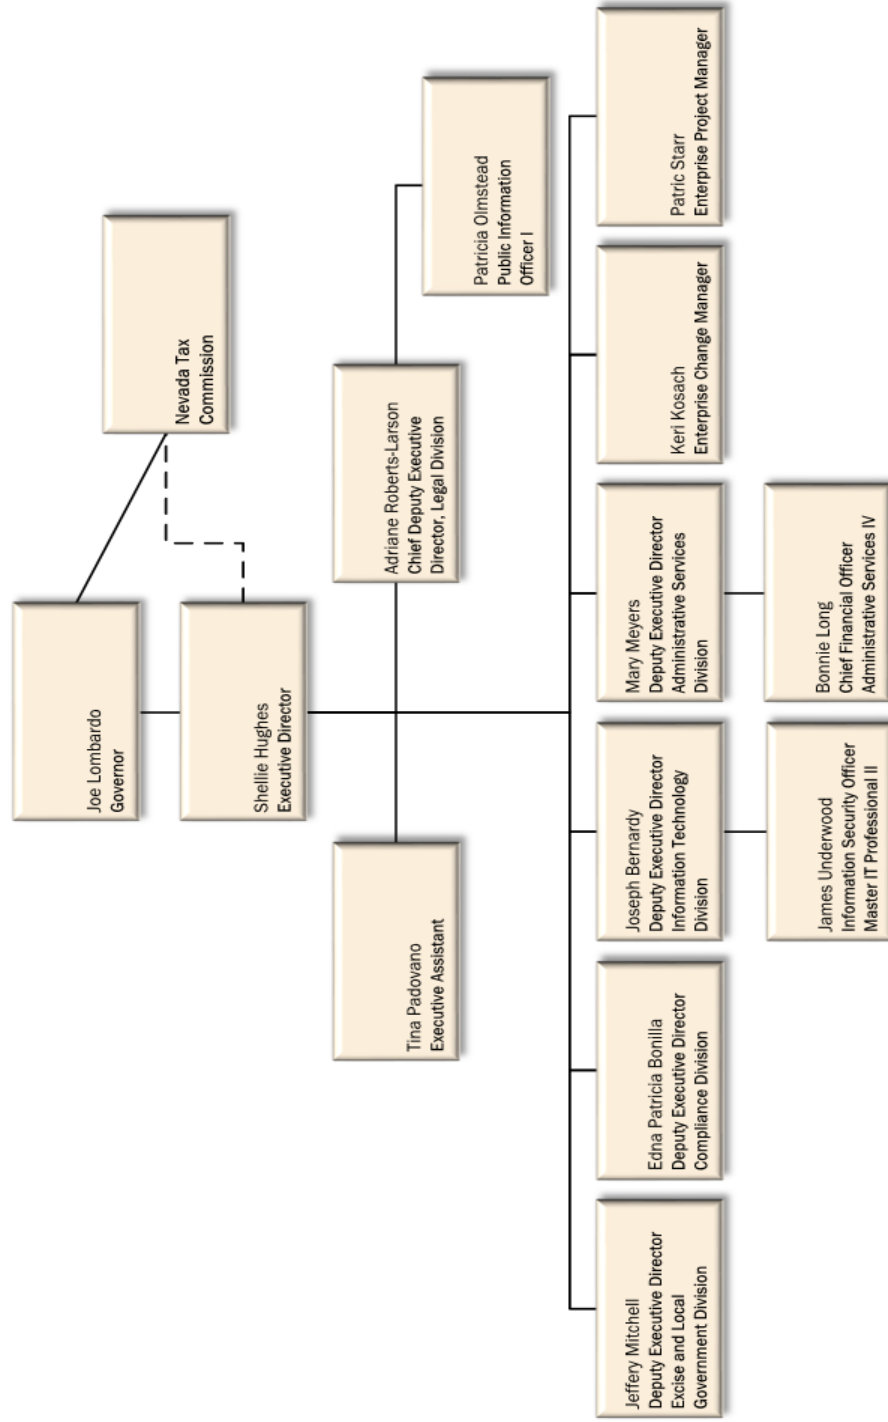 Joe Lombardo
Governor
Nevada Tax
Commission
Shellie Hughes
Executive Director
Tina Padovano
Executive Assistant
Adriane Roberts-Larson
Chief Deputy Executive
Director, Legal Division
Patricia Olmstead
Public Information
Officer I
Jeffery Mitchell
Deputy Executive Director
Excise and Local
Government Division
Edna Patricia Bonilla
Deputy Executive Director
Compliance Division
Joseph Bernardy
Deputy Executive Director
Information Technology
Division
Mary Meyers
Deputy Executive Director
Administrative Services
Division
Keri Kosach
Enterprise Change Manager
Patric Starr
Enterprise Project Manager
James Underwood
Information Security Officer
Master IT Professional II
Bonnie Long
Chief Financial Officer
Administrative Services IV